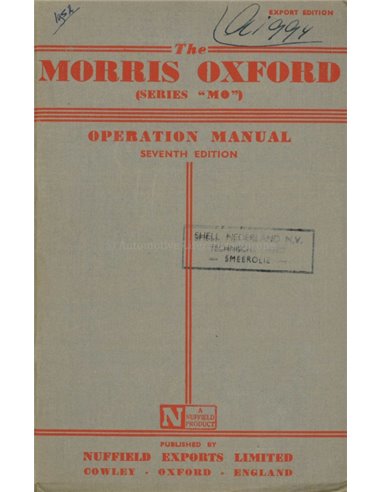 EXPORT EDITION
The
MORRIS OXFORD
(SERIES "MO")
OPERATION MANUAL
SEVENTH EDITION
SHELL NEDERLAND N.V.
TECHNISCH
— SMEEROLIE —
N
A
NUFFIELD
PRODUCT
PUBLISHED BY
NUFFIELD EXPORTS LIMITED
COWLEY - OXFORD - ENGLAND